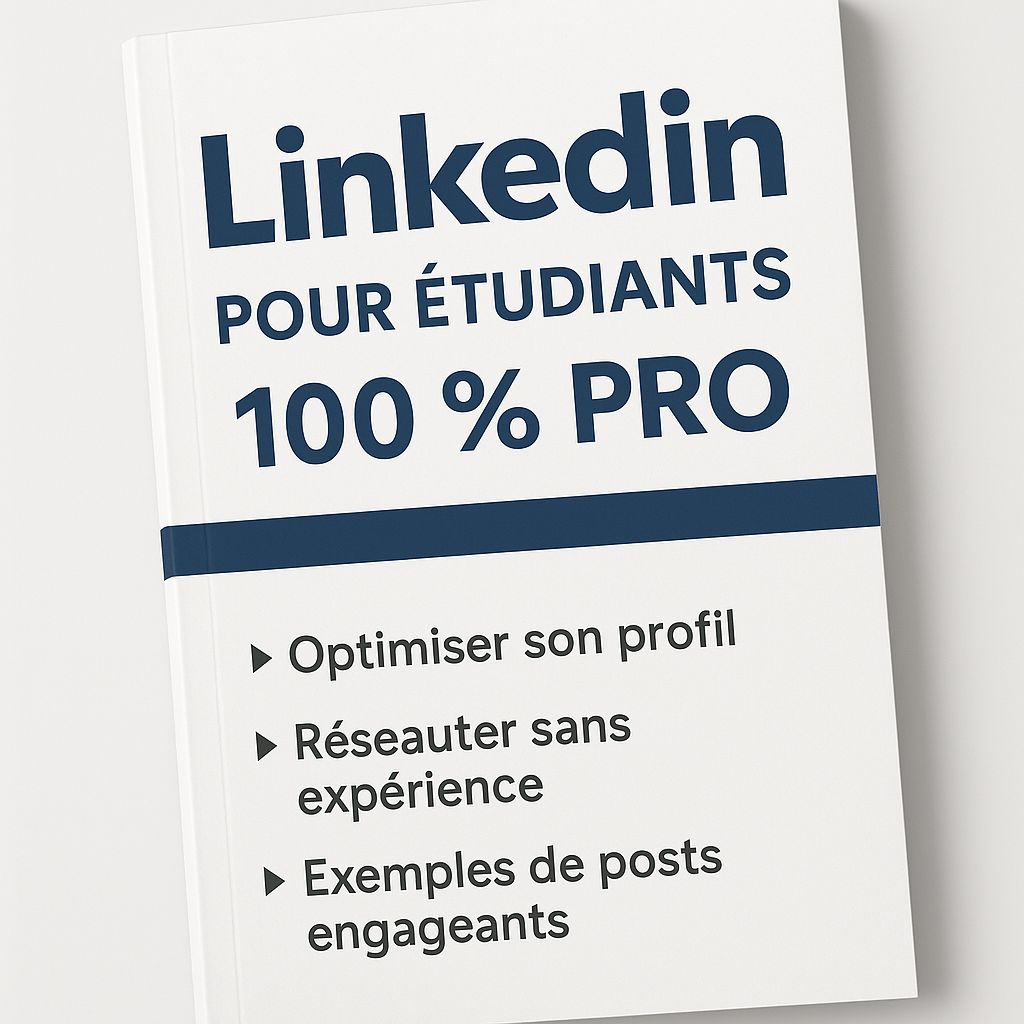 Linkedin
POUR ÉTUDIANTS
100 % PRO
▶ Optimiser son profil
▶ Réseauter sans
expérience
▶ Exemples de posts
engageants